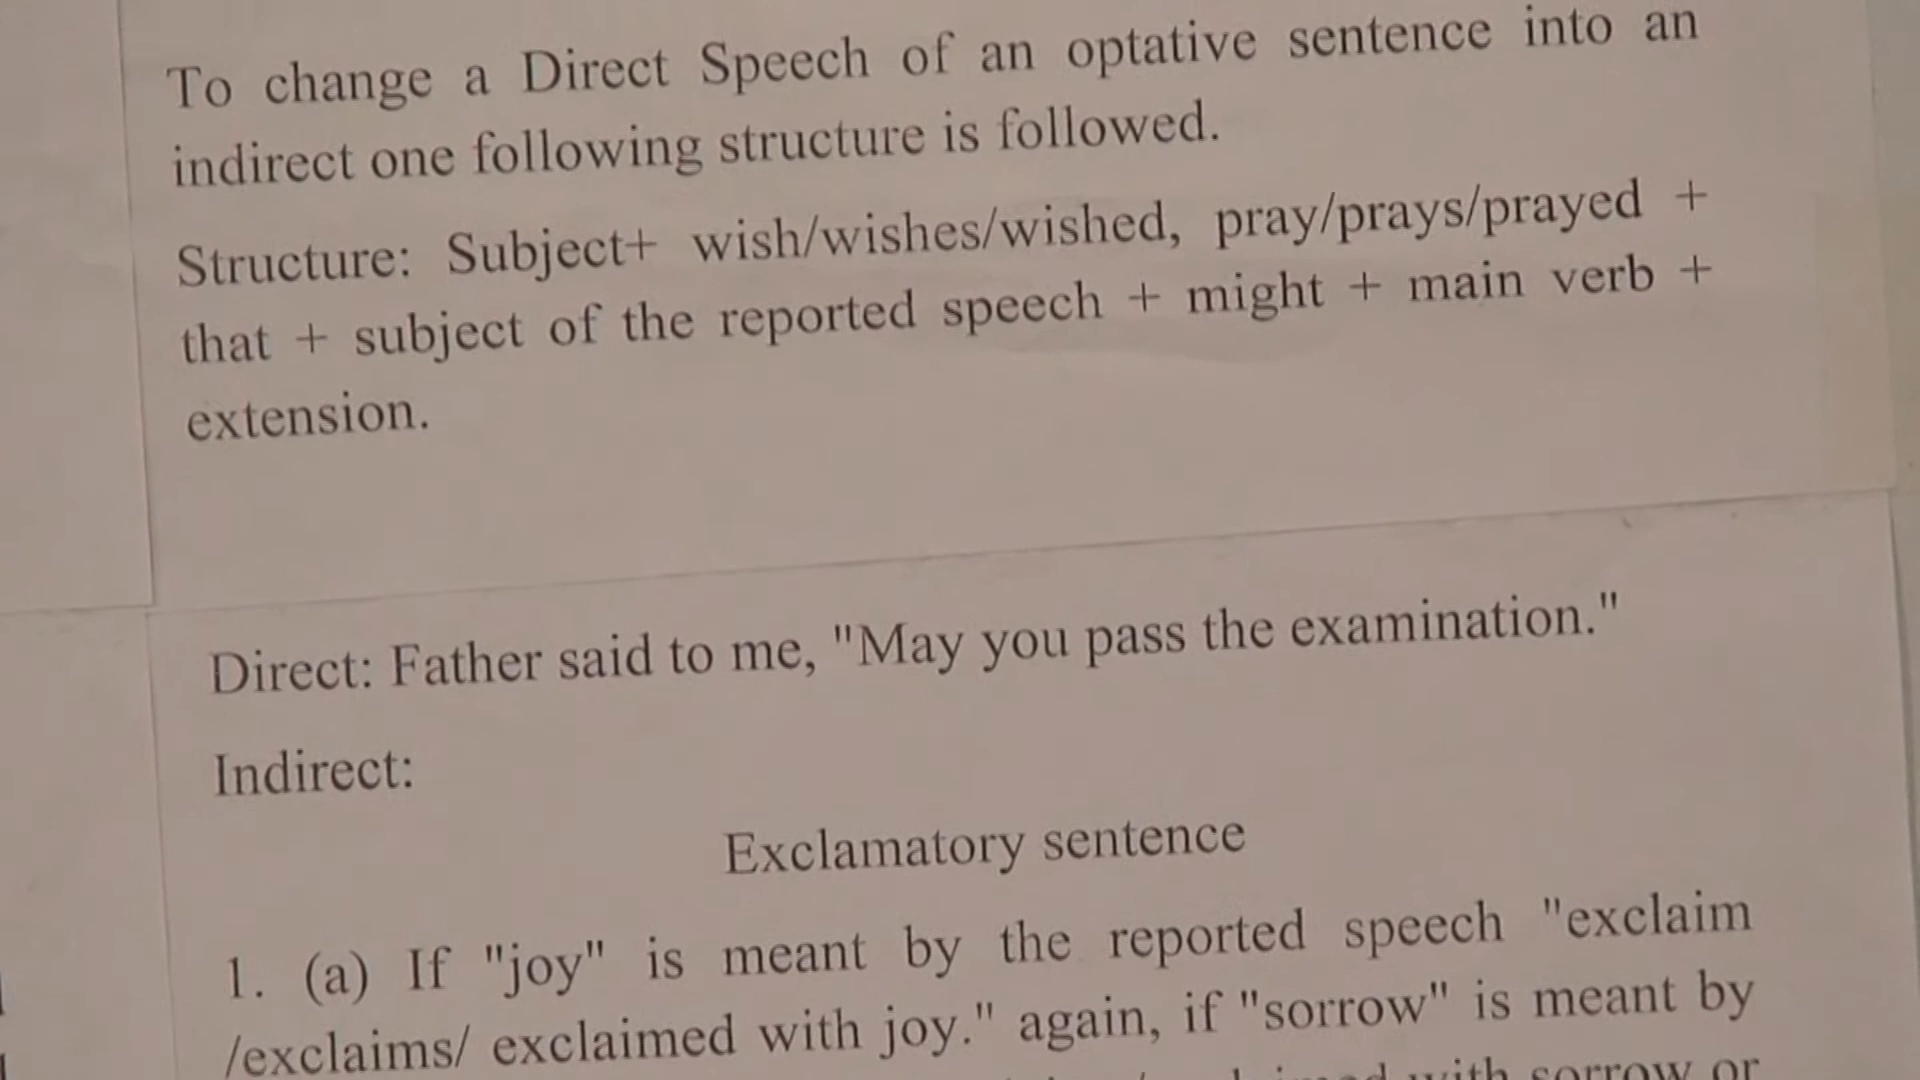 To change a Direct Speech of an optative sentence into an
indirect one following structure is followed.
Structure: Subject+ wish/wishes/wished, pray/prays/prayed +
that + subject of the reported speech + might + main verb +
extension.
Direct: Father said to me, "May you pass the examination."
Indirect:
Exclamatory sentence
1. (a) If "joy" is meant by the reported speech "exclaim
/exclaims/ exclaimed with joy." again, if "sorrow" is meant by
with sorrow or